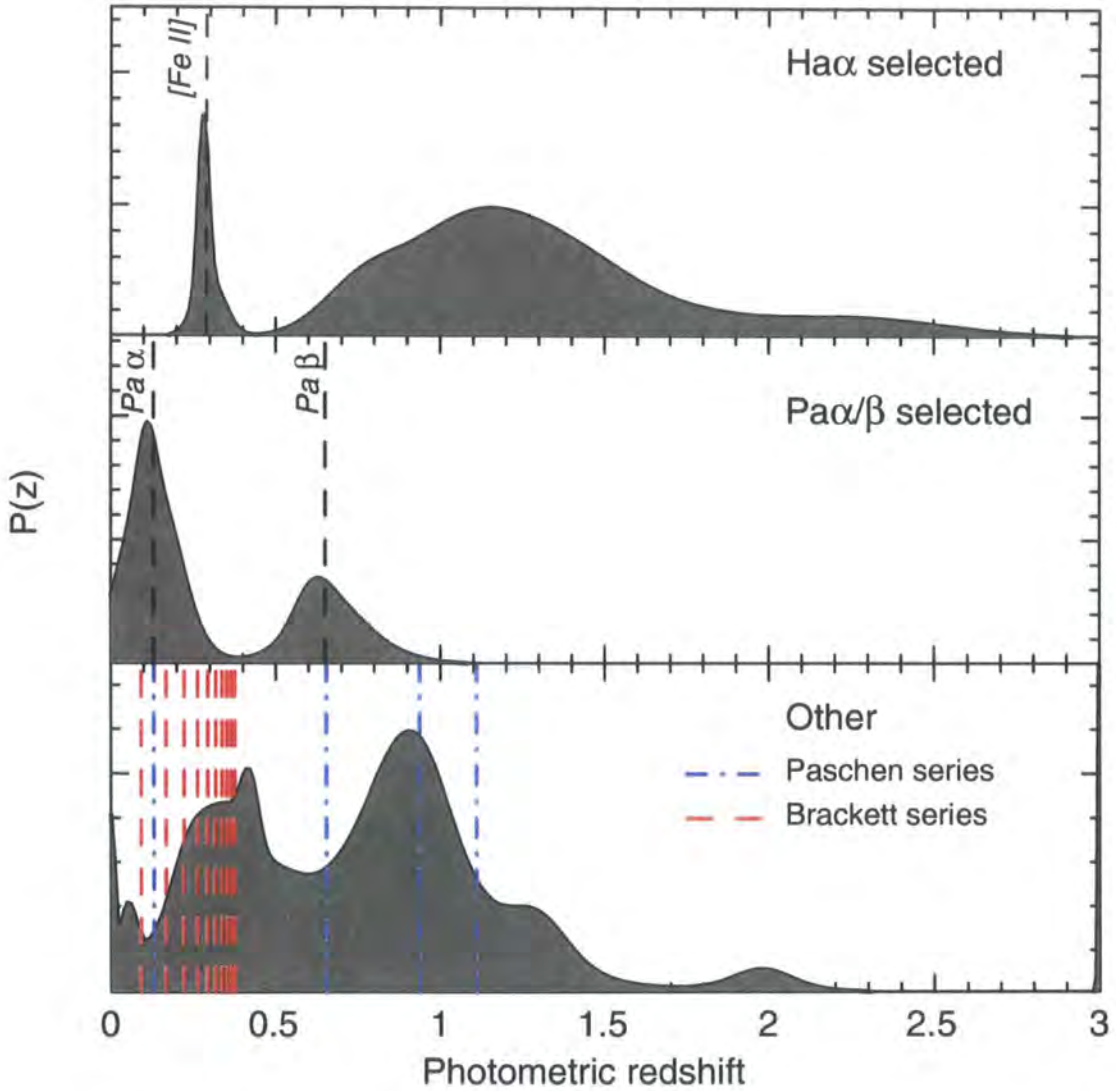 [Fe II]
Haα selected
Pa α
Pa β
Paα/β selected
P(z)
Other
Paschen series
Brackett series
0 0.5 1 1.5 2 2.5 3
Photometric redshift